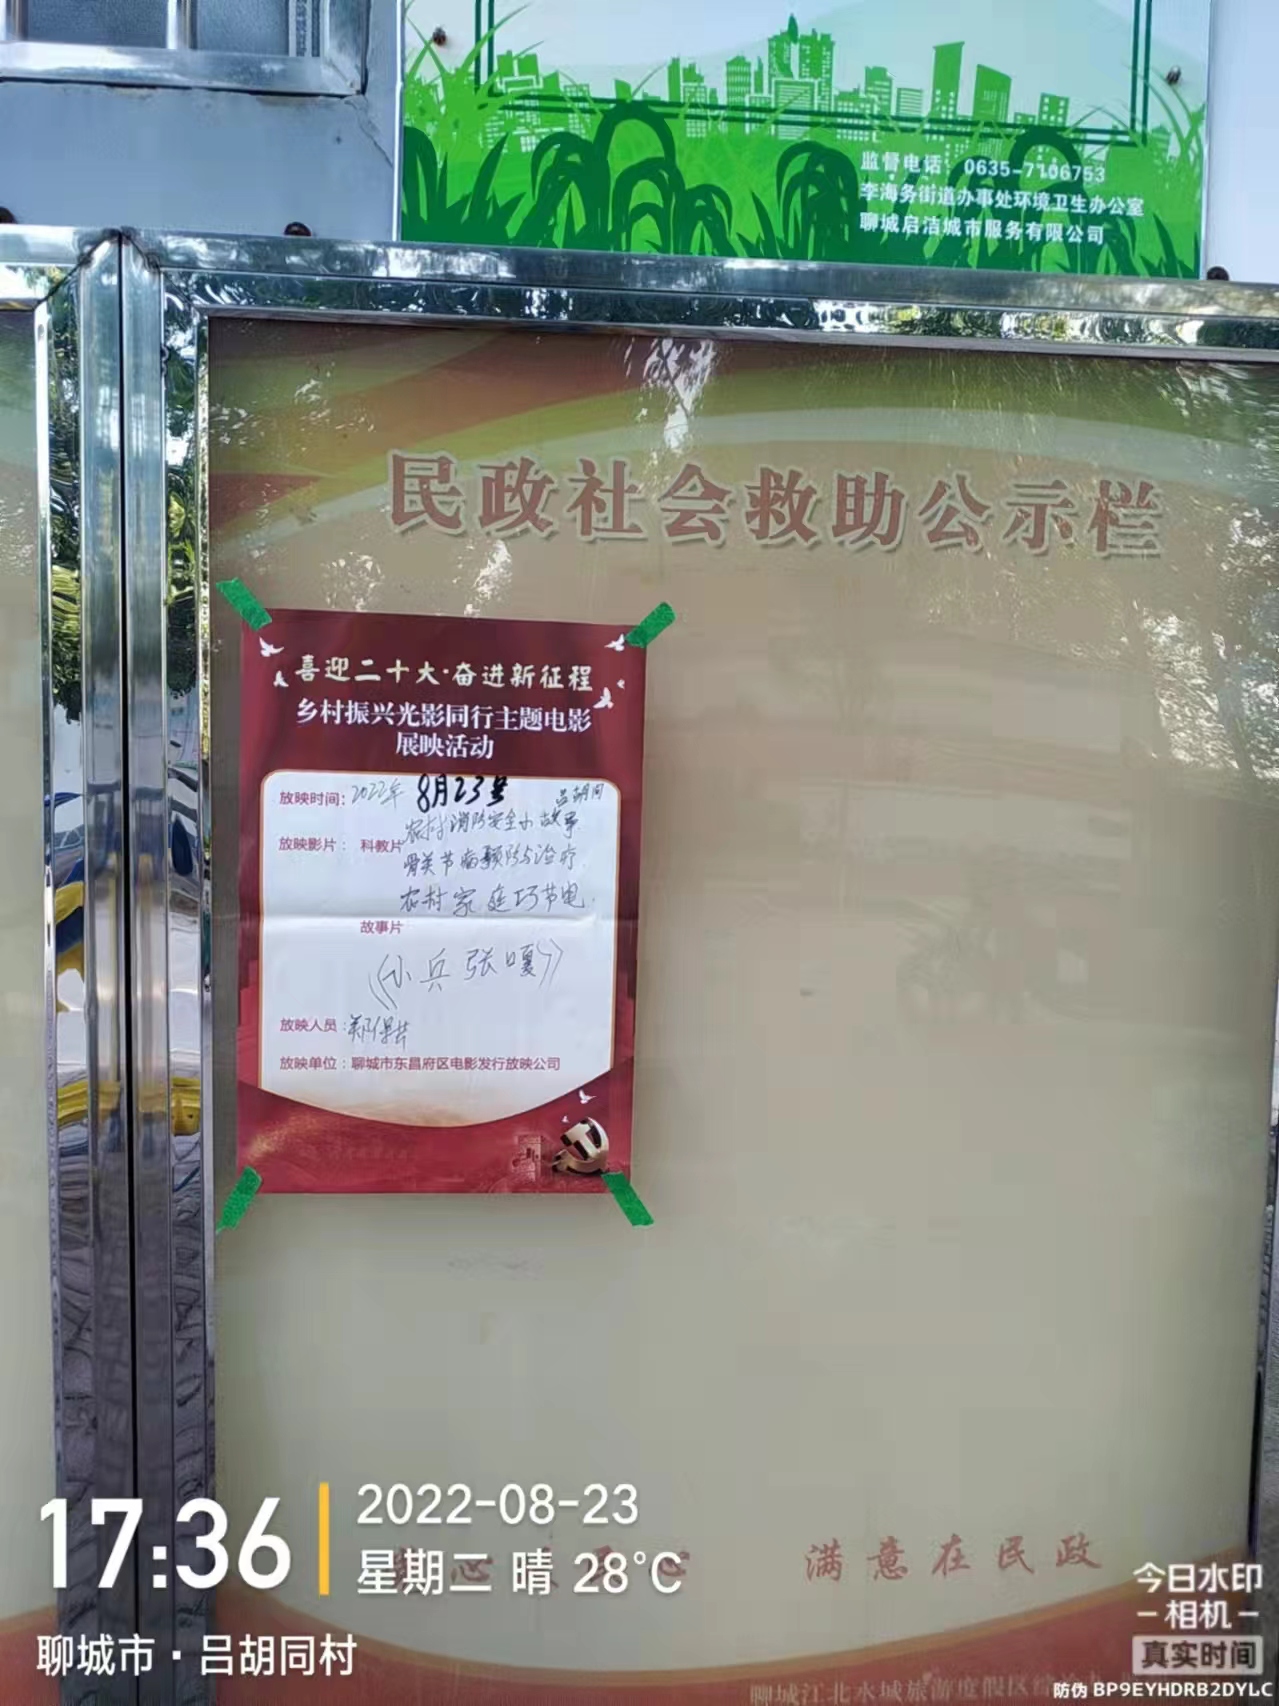 监督电话：0635-7106753
李海务街道办事处环境卫生办公室
聊城启洁城市服务有限公司
民政社会救助公示栏
喜迎二十大·奋进新征程
乡村振兴光影同行主题电影
展映活动
放映时间：2022年 8月23号 吕胡同
放映影片：科教片 农村消防安全小故事
骨关节病预防与治疗
农村家庭巧节电
故事片
《小兵张嘎》
放映人员：
放映单位：聊城市东昌府区电影发行放映公司
满意在民政
17:36
2022-08-23
星期二 晴 28°C
聊城市·吕胡同村
今日水印
相机
真实时间
防伪 BP9EYHDRB2DYLC